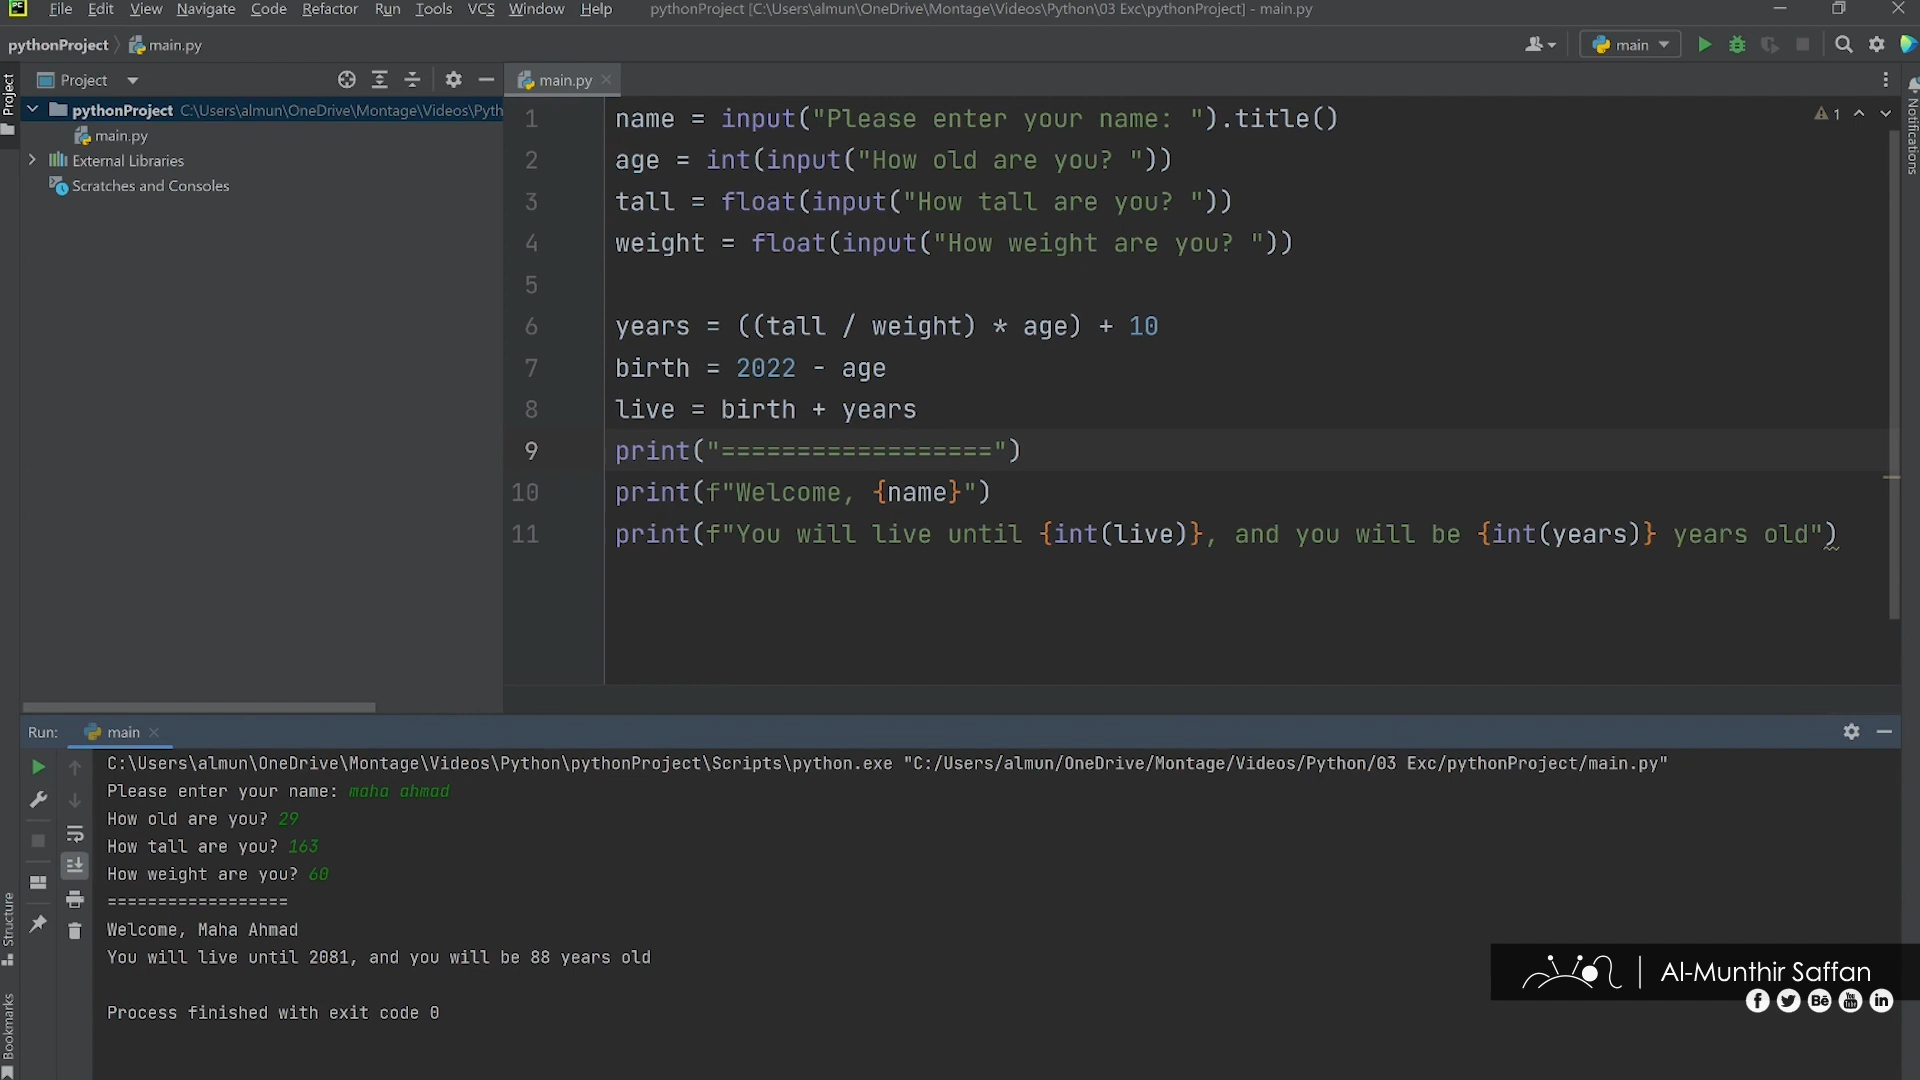 File Edit View Navigate Code Refactor Run Tools VCS Window Help pythonProject [C:\Users\almun\OneDrive\Montage\Videos\Python\03 Exc\pythonProject] - main.py
pythonProject main.py
main
Project
main.py
Project
pythonProject C:\Users\almun\OneDrive\Montage\Videos\Pyth
main.py
External Libraries
Scratches and Consoles
1 name = input("Please enter your name: ").title()
2 age = int(input("How old are you? "))
3 tall = float(input("How tall are you? "))
4 weight = float(input("How weight are you? "))
5
6 years = ((tall / weight) * age) + 10
7 birth = 2022 - age
8 live = birth + years
9 print("==================")
10 print(f"Welcome, {name}")
11 print(f"You will live until {int(live)}, and you will be {int(years)} years old")
1
Notifications
Run: main
C:\Users\almun\OneDrive\Montage\Videos\Python\pythonProject\Scripts\python.exe "C:/Users/almun/OneDrive/Montage/Videos/Python/03 Exc/pythonProject/main.py"
Please enter your name: maha ahmad
How old are you? 29
How tall are you? 163
How weight are you? 60
==================
Welcome, Maha Ahmad
You will live until 2081, and you will be 88 years old
Process finished with exit code 0
Structure
Bookmarks
Al-Munthir Saffan